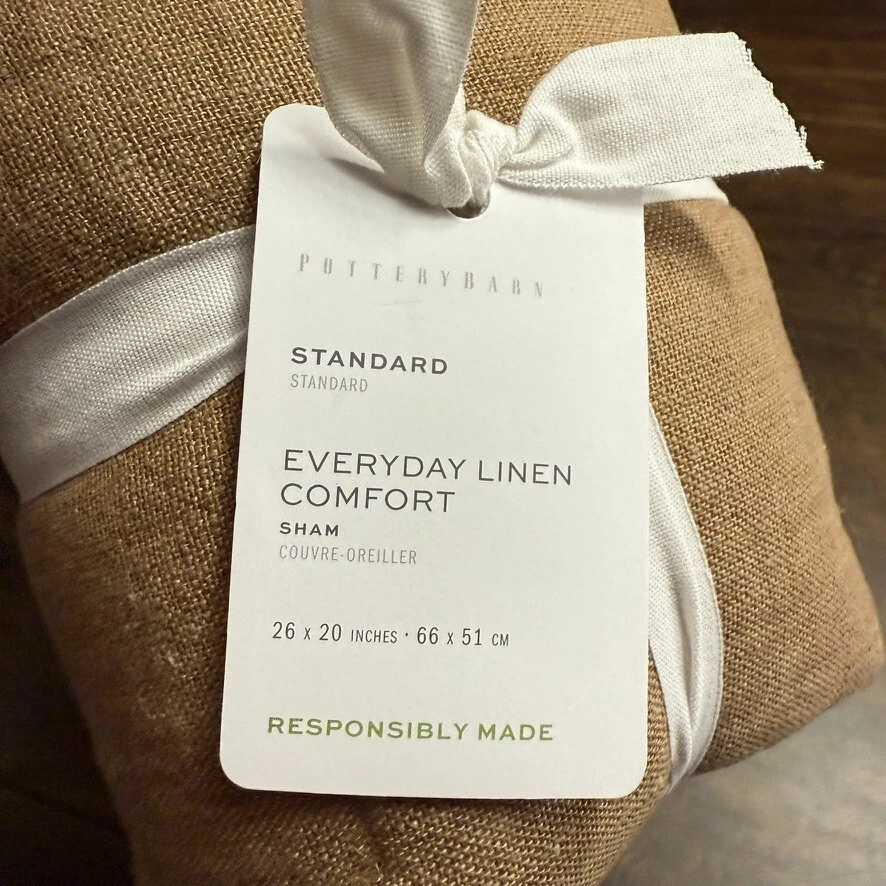 POTTERYBARN
STANDARD
STANDARD
EVERYDAY LINEN
COMFORT
SHAM
COUVRE-OREILLER
26 x 20 INCHES · 66 x 51 CM
RESPONSIBLY MADE